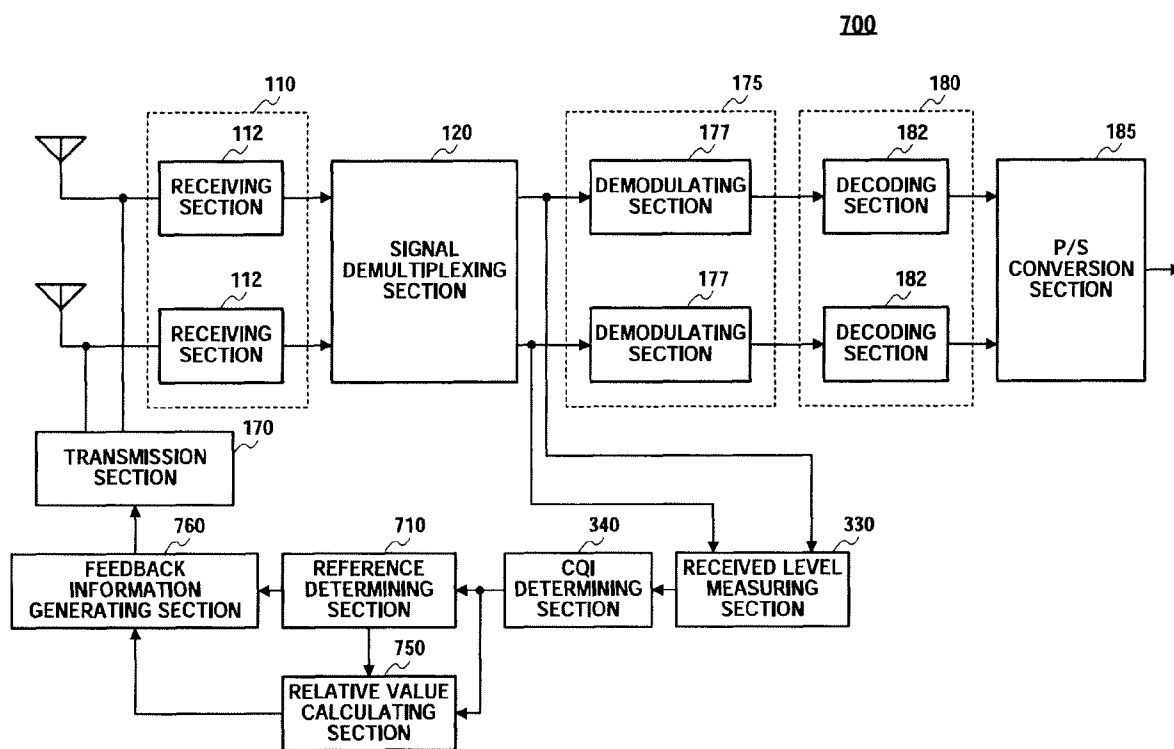 700
110
175
180
112
120
177
182
185
RECEIVING
SECTION
DEMODULATING
SECTION
DECODING
SECTION
SIGNAL
DEMULTIPLEXING
SECTION
P/S
CONVERSION
SECTION
112
177
182
RECEIVING
SECTION
DEMODULATING
SECTION
DECODING
SECTION
170
TRANSMISSION
SECTION
760
710
340
330
FEEDBACK
INFORMATION
GENERATING SECTION
REFERENCE
DETERMINING
SECTION
CQI
DETERMINING
SECTION
RECEIVED LEVEL
MEASURING
SECTION
750
RELATIVE VALUE
CALCULATING
SECTION